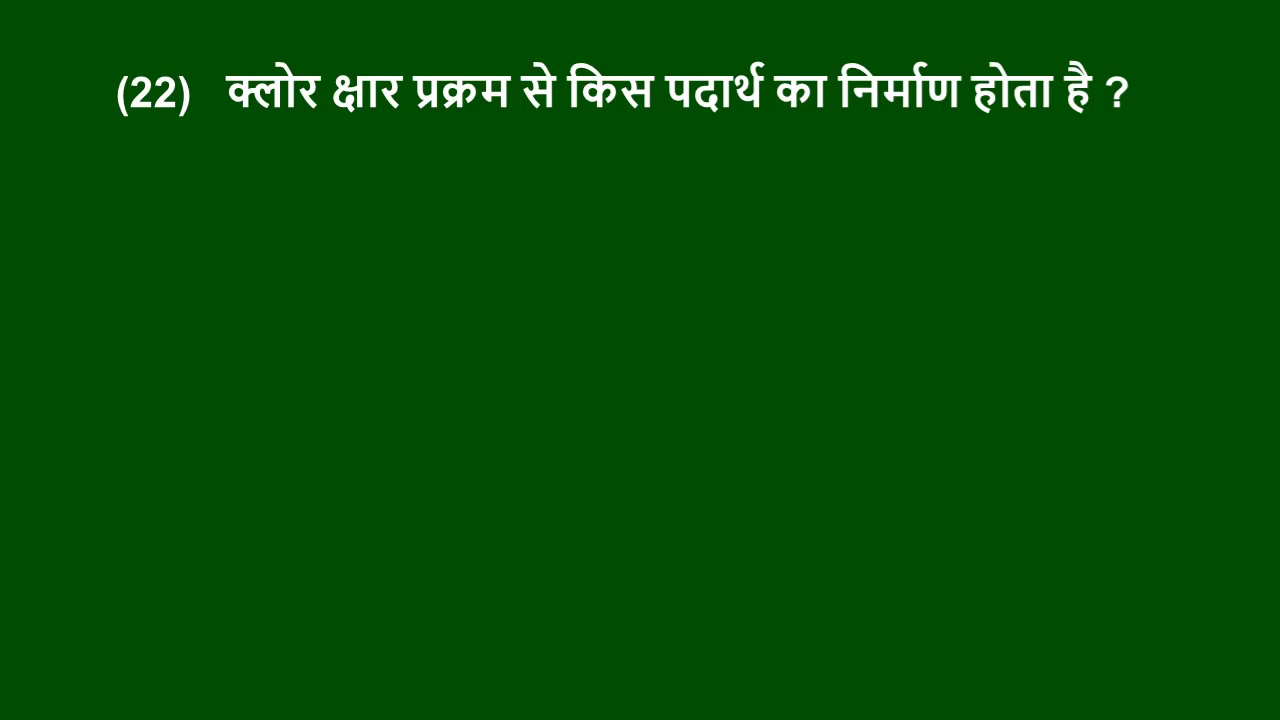 (22) क्लोर क्षार प्रक्रम से किस पदार्थ का निर्माण होता है ?